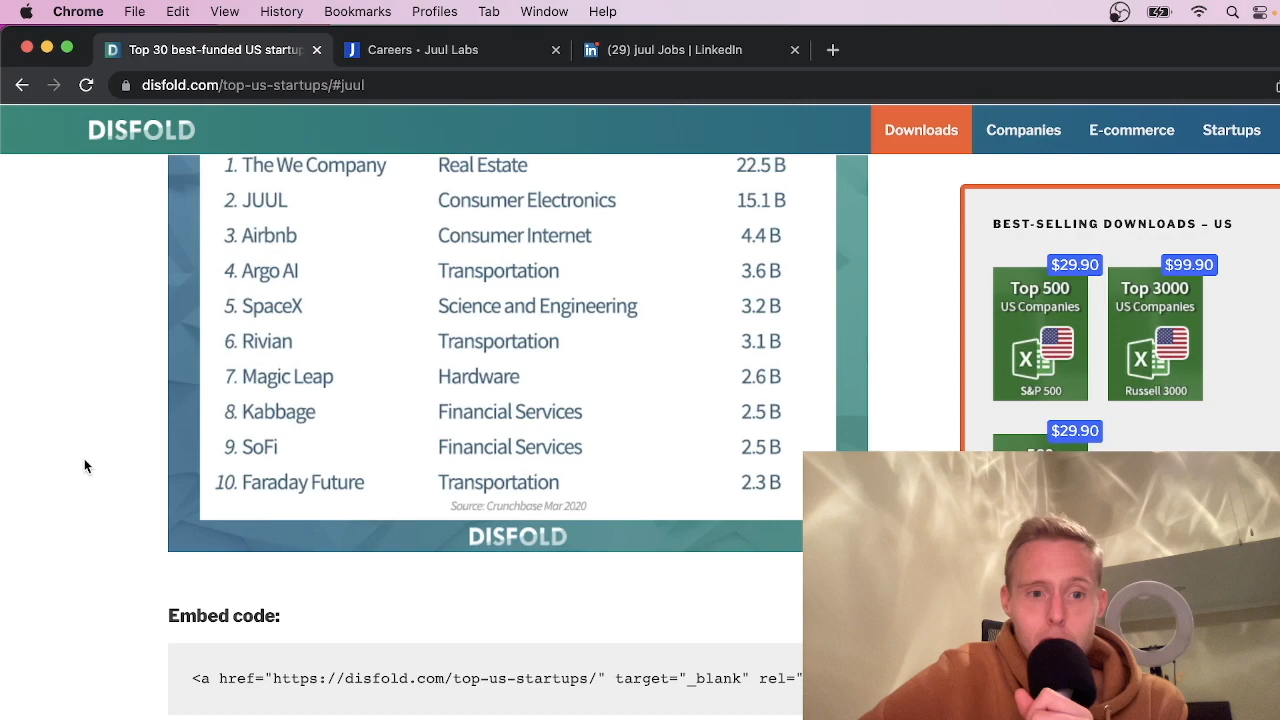 Chrome File Edit View History Bookmarks Profiles Tab Window Help
Top 30 best-funded US startup
Careers • Juul Labs
in (29) juul Jobs | LinkedIn
disfold.com/top-us-startups/#juul
DISFOLD
Downloads Companies E-commerce Startups
1. The We Company Real Estate 22.5 B
2. JUUL Consumer Electronics 15.1 B
3. Airbnb Consumer Internet 4.4 B
4. Argo AI Transportation 3.6 B
5. SpaceX Science and Engineering 3.2 B
6. Rivian Transportation 3.1 B
7. Magic Leap Hardware 2.6 B
8. Kabbage Financial Services 2.5 B
9. SoFi Financial Services 2.5 B
10. Faraday Future Transportation 2.3 B
Source: Crunchbase Mar 2020
DISFOLD
Embed code:
<a href="https://disfold.com/top-us-startups/" target="_blank" rel="
BEST-SELLING DOWNLOADS – US
$29.90 $99.90
Top 500 Top 3000
US Companies US Companies
X X
S&P 500 Russell 3000
$29.90